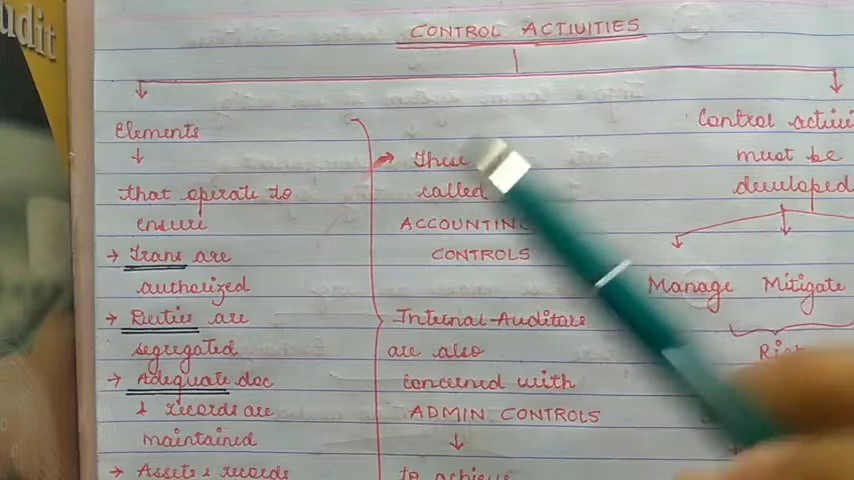 udit
CONTROL ACTIVITIES
Elements
that operate to
ensure
→ Trans are
authorized
→ Duties are
segregated
→ Adequate doc
& records are
maintained
→ Assets & records
→ These
called
ACCOUNTING
CONTROLS
Internal Auditors
are also
concerned with
ADMIN CONTROLS
to achieve
Control activi
must be
developed
Manage Mitigate